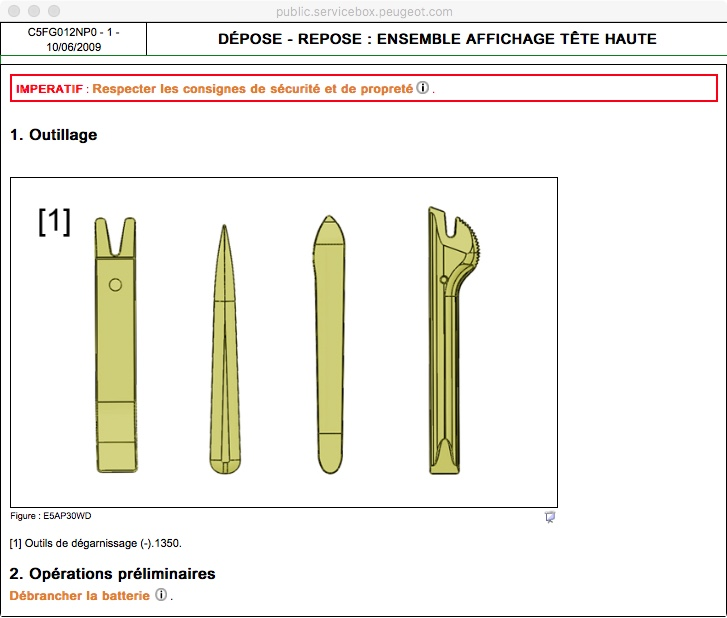 public.servicebox.peugeot.com
C5FG012NP0 - 1 -
10/06/2009
DÉPOSE - REPOSE : ENSEMBLE AFFICHAGE TÊTE HAUTE
IMPERATIF : Respecter les consignes de sécurité et de propreté i .
1. Outillage
[1]
Figure : E5AP30WD
[1] Outils de dégarnissage (-).1350.
2. Opérations préliminaires
Débrancher la batterie i .